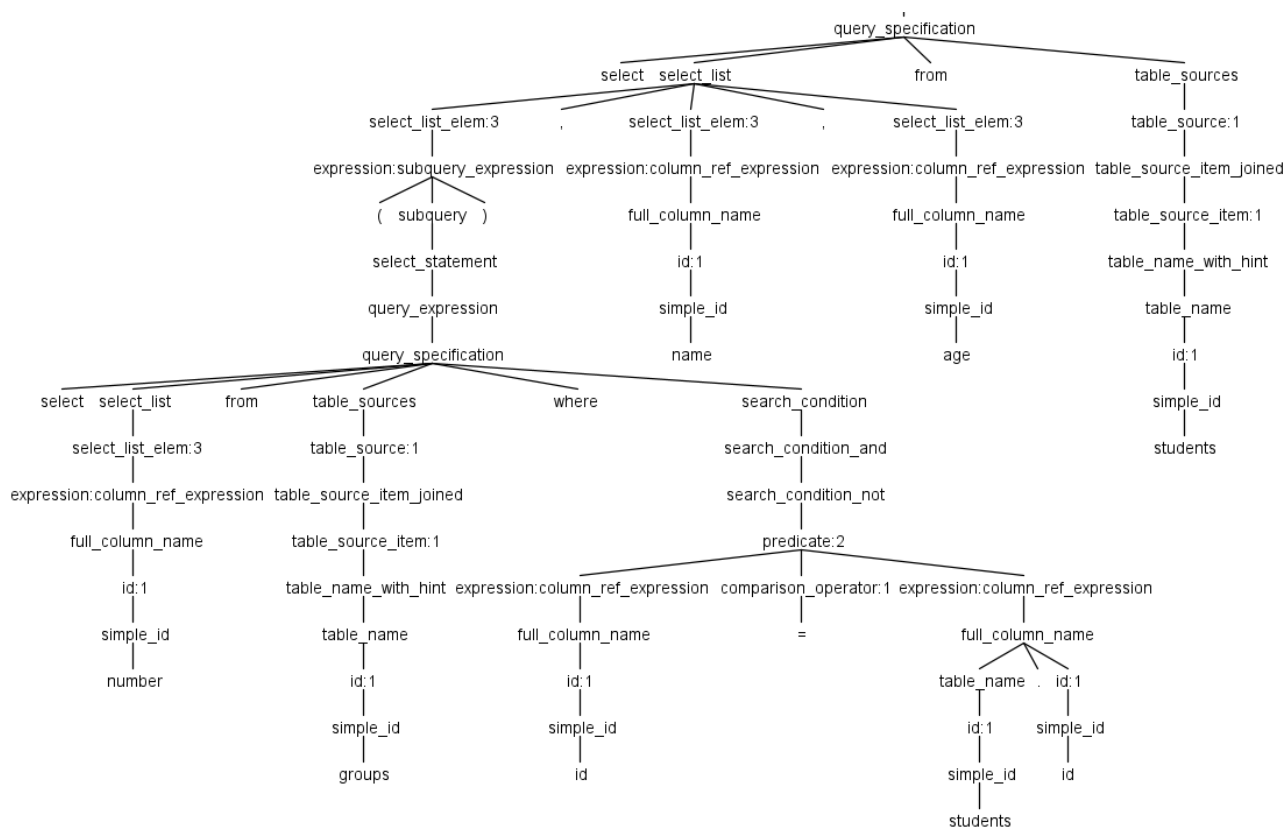 query_specification
select select_list from table_sources
select_list_elem:3 , select_list_elem:3 , select_list_elem:3 table_source:1
expression:subquery_expression expression:column_ref_expression expression:column_ref_expression table_source_item_joined
( subquery ) full_column_name full_column_name table_source_item:1
select_statement id:1 id:1 table_name_with_hint
query_expression simple_id simple_id table_name
query_specification name age id:1
select select_list from table_sources where search_condition simple_id
select_list_elem:3 table_source:1 search_condition_and students
expression:column_ref_expression table_source_item_joined search_condition_not
full_column_name table_source_item:1 predicate:2
id:1 table_name_with_hint expression:column_ref_expression comparison_operator:1 expression:column_ref_expression
simple_id table_name full_column_name = full_column_name
number id:1 id:1 table_name . id:1
simple_id simple_id id:1 simple_id
groups id simple_id id
students